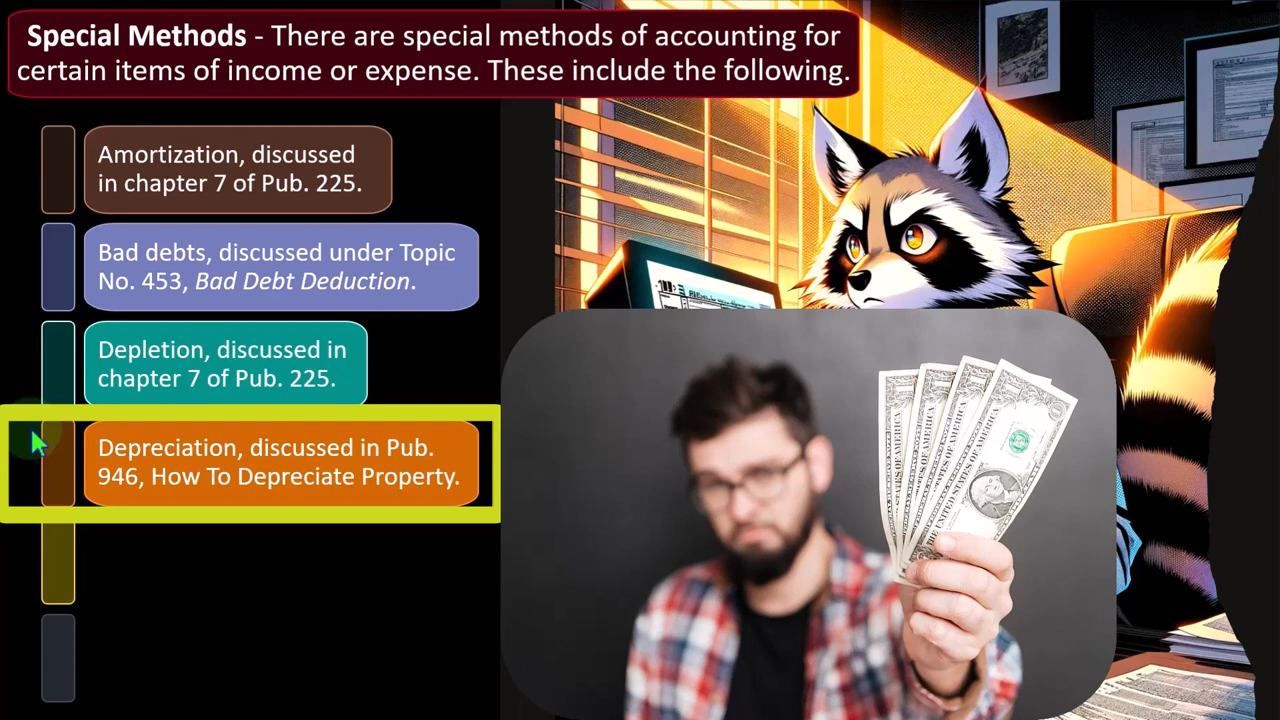 Special Methods - There are special methods of accounting for
certain items of income or expense. These include the following.
Amortization, discussed
in chapter 7 of Pub. 225.
Bad debts, discussed under Topic
No. 453, Bad Debt Deduction.
Depletion, discussed in
chapter 7 of Pub. 225.
Depreciation, discussed in Pub.
946, How To Depreciate Property.